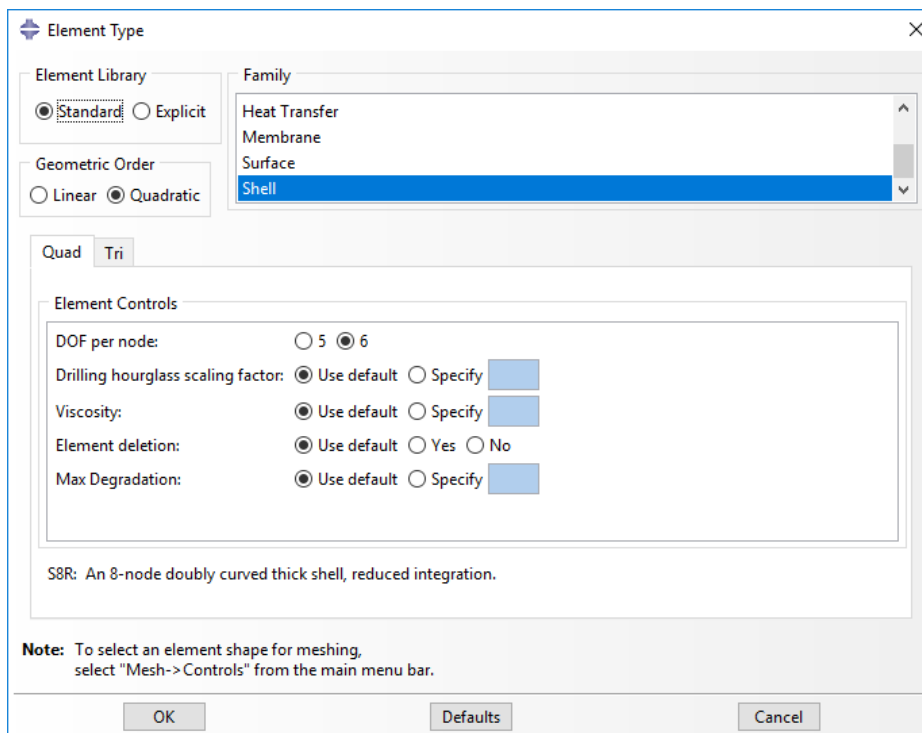 Element Type
Element Library
Standard Explicit
Family
Heat Transfer
Membrane
Surface
Shell
Geometric Order
Linear Quadratic
Quad Tri
Element Controls
DOF per node: 5 6
Drilling hourglass scaling factor: Use default Specify
Viscosity: Use default Specify
Element deletion: Use default Yes No
Max Degradation: Use default Specify
S8R: An 8-node doubly curved thick shell, reduced integration.
Note: To select an element shape for meshing,
select "Mesh->Controls" from the main menu bar.
OK Defaults Cancel